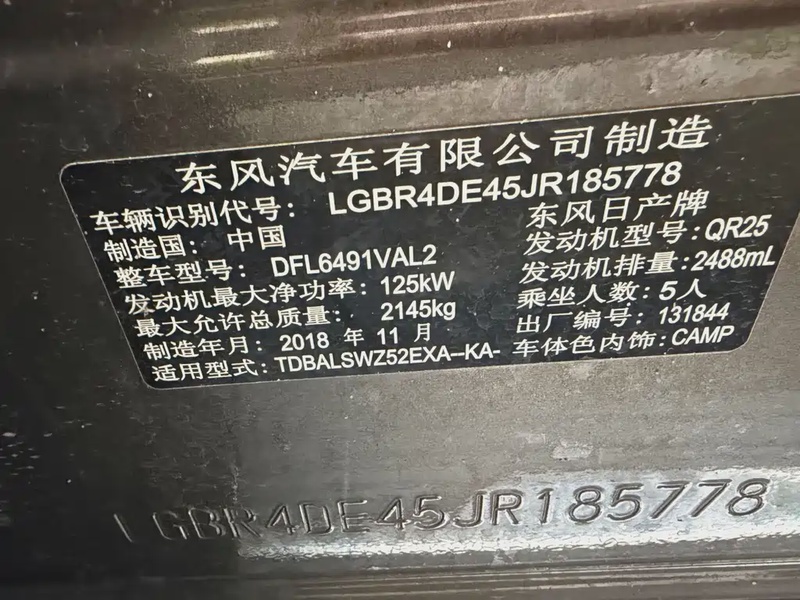 东风汽车有限公司制造
车辆识别代号: LGBR4DE45JR185778
制造国: 中国 东风日产牌
整车型号: DFL6491VAL2 发动机型号:QR25
发动机最大净功率: 125kW 发动机排量:2488mL
最大允许总质量: 2145kg 乘坐人数: 5人
制造年月: 2018 年 11 月 出厂编号: 131844
适用型式: TDBALSWZ52EXA--KA- 车体色内饰: CAMP
LGBR4DE45JR185778